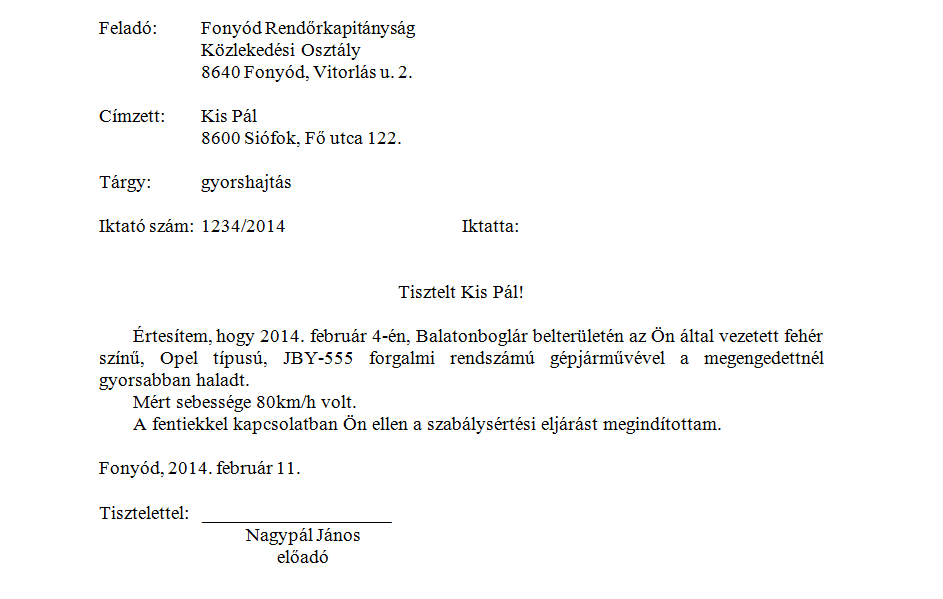 Feladó: Fonyód Rendőrkapitányság
Közlekedési Osztály
8640 Fonyód, Vitorlás u. 2.
Címzett: Kis Pál
8600 Siófok, Fő utca 122.
Tárgy: gyorshajtás
Iktató szám: 1234/2014 Iktatta:
Tisztelt Kis Pál!
Értesítem, hogy 2014. február 4-én, Balatonboglár belterületén az Ön által vezetett fehér
színű, Opel típusú, JBY-555 forgalmi rendszámú gépjárművével a megengedettnél
gyorsabban haladt.
Mért sebessége 80km/h volt.
A fentiekkel kapcsolatban Ön ellen a szabálysértési eljárást megindítottam.
Fonyód, 2014. február 11.
Tisztelettel: ____________________
Nagypál János
előadó